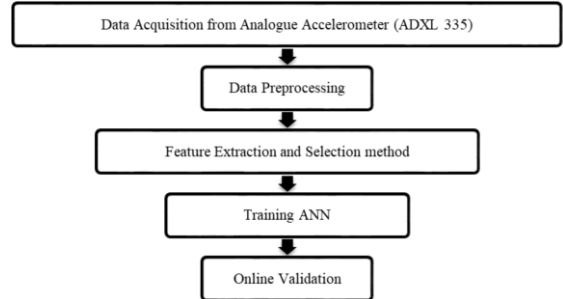 Data Acquisition from Analogue Accelerometer (ADXL 335)
Data Preprocessing
Feature Extraction and Selection method
Training ANN
Online Validation